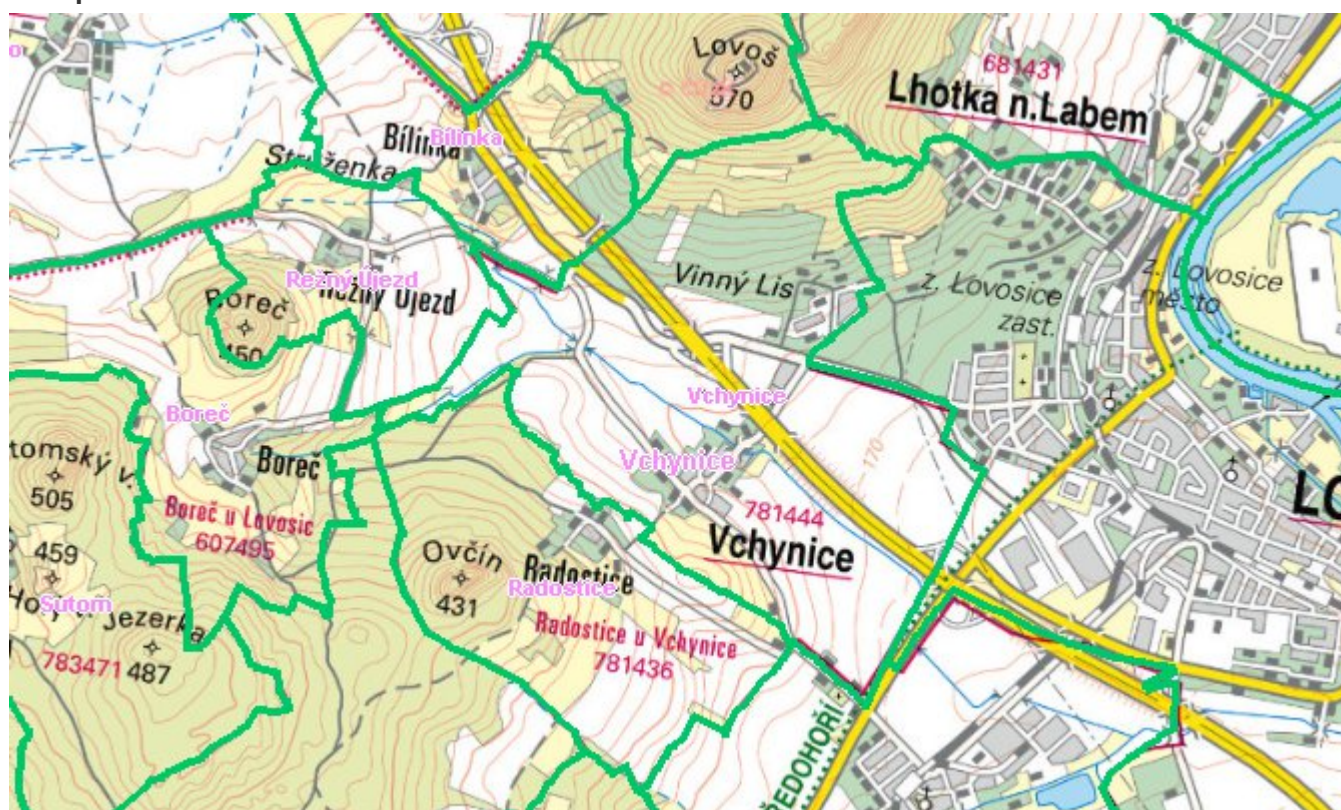 Lovoš
570
681431
Lhotka n.Labem
Bílinka
Bílinka
Struženka
Vinný Lis
z. Lovosice
zast.
z. Lovosice
město
Režný Újezd
Režný Újezd
Boreč
450
Vchynice
170
Boreč
Boreč
505
Vchynice
Boreč u Lovosic
607495
781444
Vchynice
459
Ovčín
431
Radostice
Radostice
Sutom
Jezerka
487
783471
Radostice u Vchynice
781436